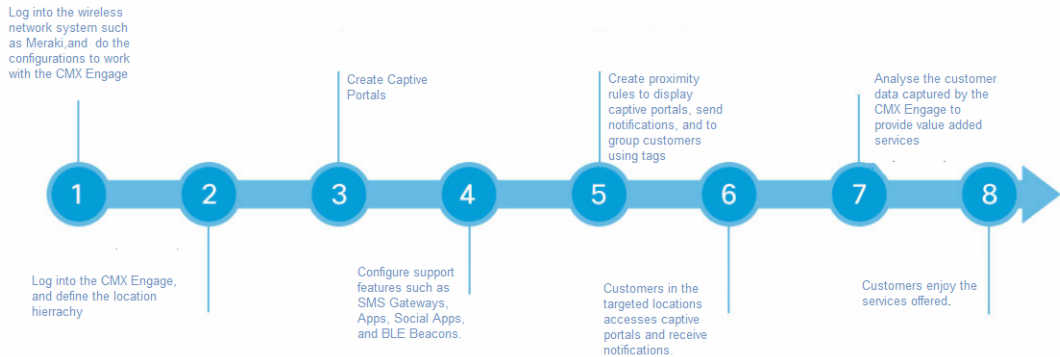 Log into the wireless
network system such
as Meraki,and  do the
configurations to work
with the CMX Engage
Create Captive
Portals
Create proximity
rules to display
captive portals, send
notifications, and to
group customers
using tags
Analyse the customer
data captured by the
CMX Engage to
provide value added
services
1
2
3
4
5
6
7
8
Log into the CMX Engage,
and define the location
hierrachy
Configure support
features such as
SMS Gateways,
Apps, Social Apps,
and BLE Beacons.
Customers in the
targeted locations
accesses captive
portals and receive
notifications.
Customers enjoy the
services offered.